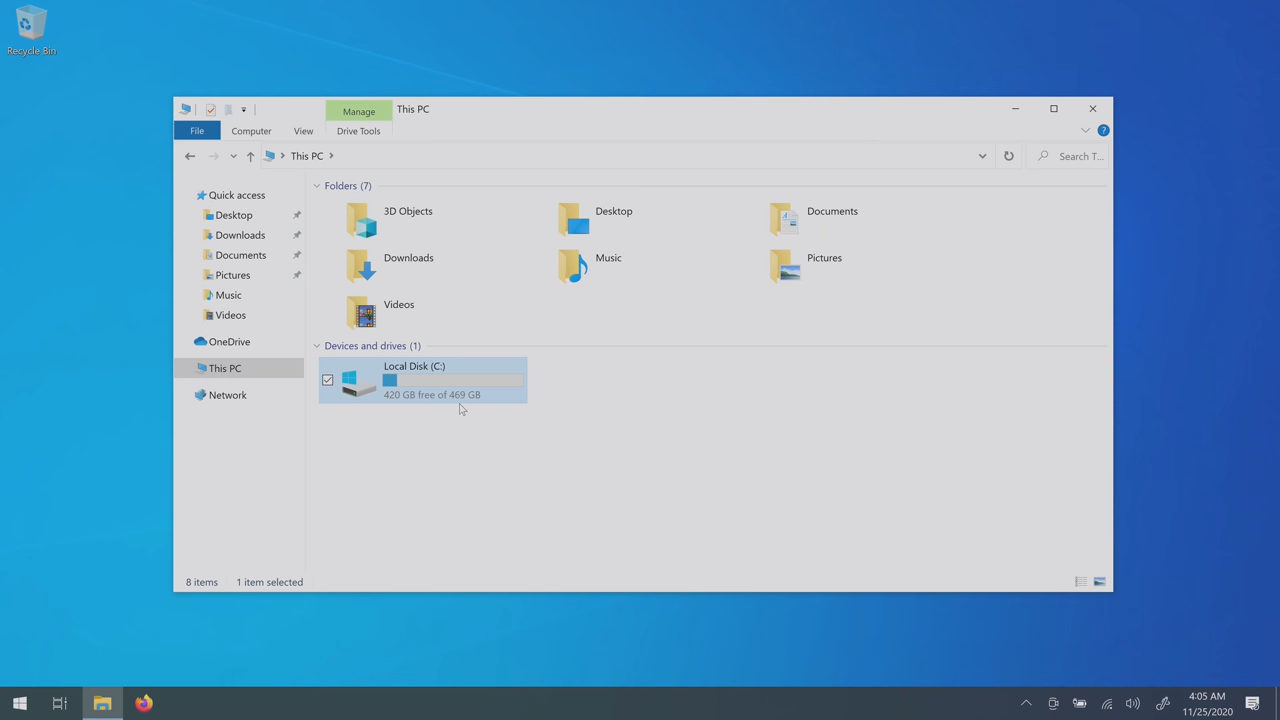 Recycle Bin
Manage
This PC
File
Computer
View
Drive Tools
This PC
Search T...
Quick access
Desktop
Downloads
Documents
Pictures
Music
Videos
OneDrive
This PC
Network
Folders (7)
3D Objects
Desktop
Documents
Downloads
Music
Pictures
Videos
Devices and drives (1)
Local Disk (C:)
420 GB free of 469 GB
8 items
1 item selected
4:05 AM
11/25/2020